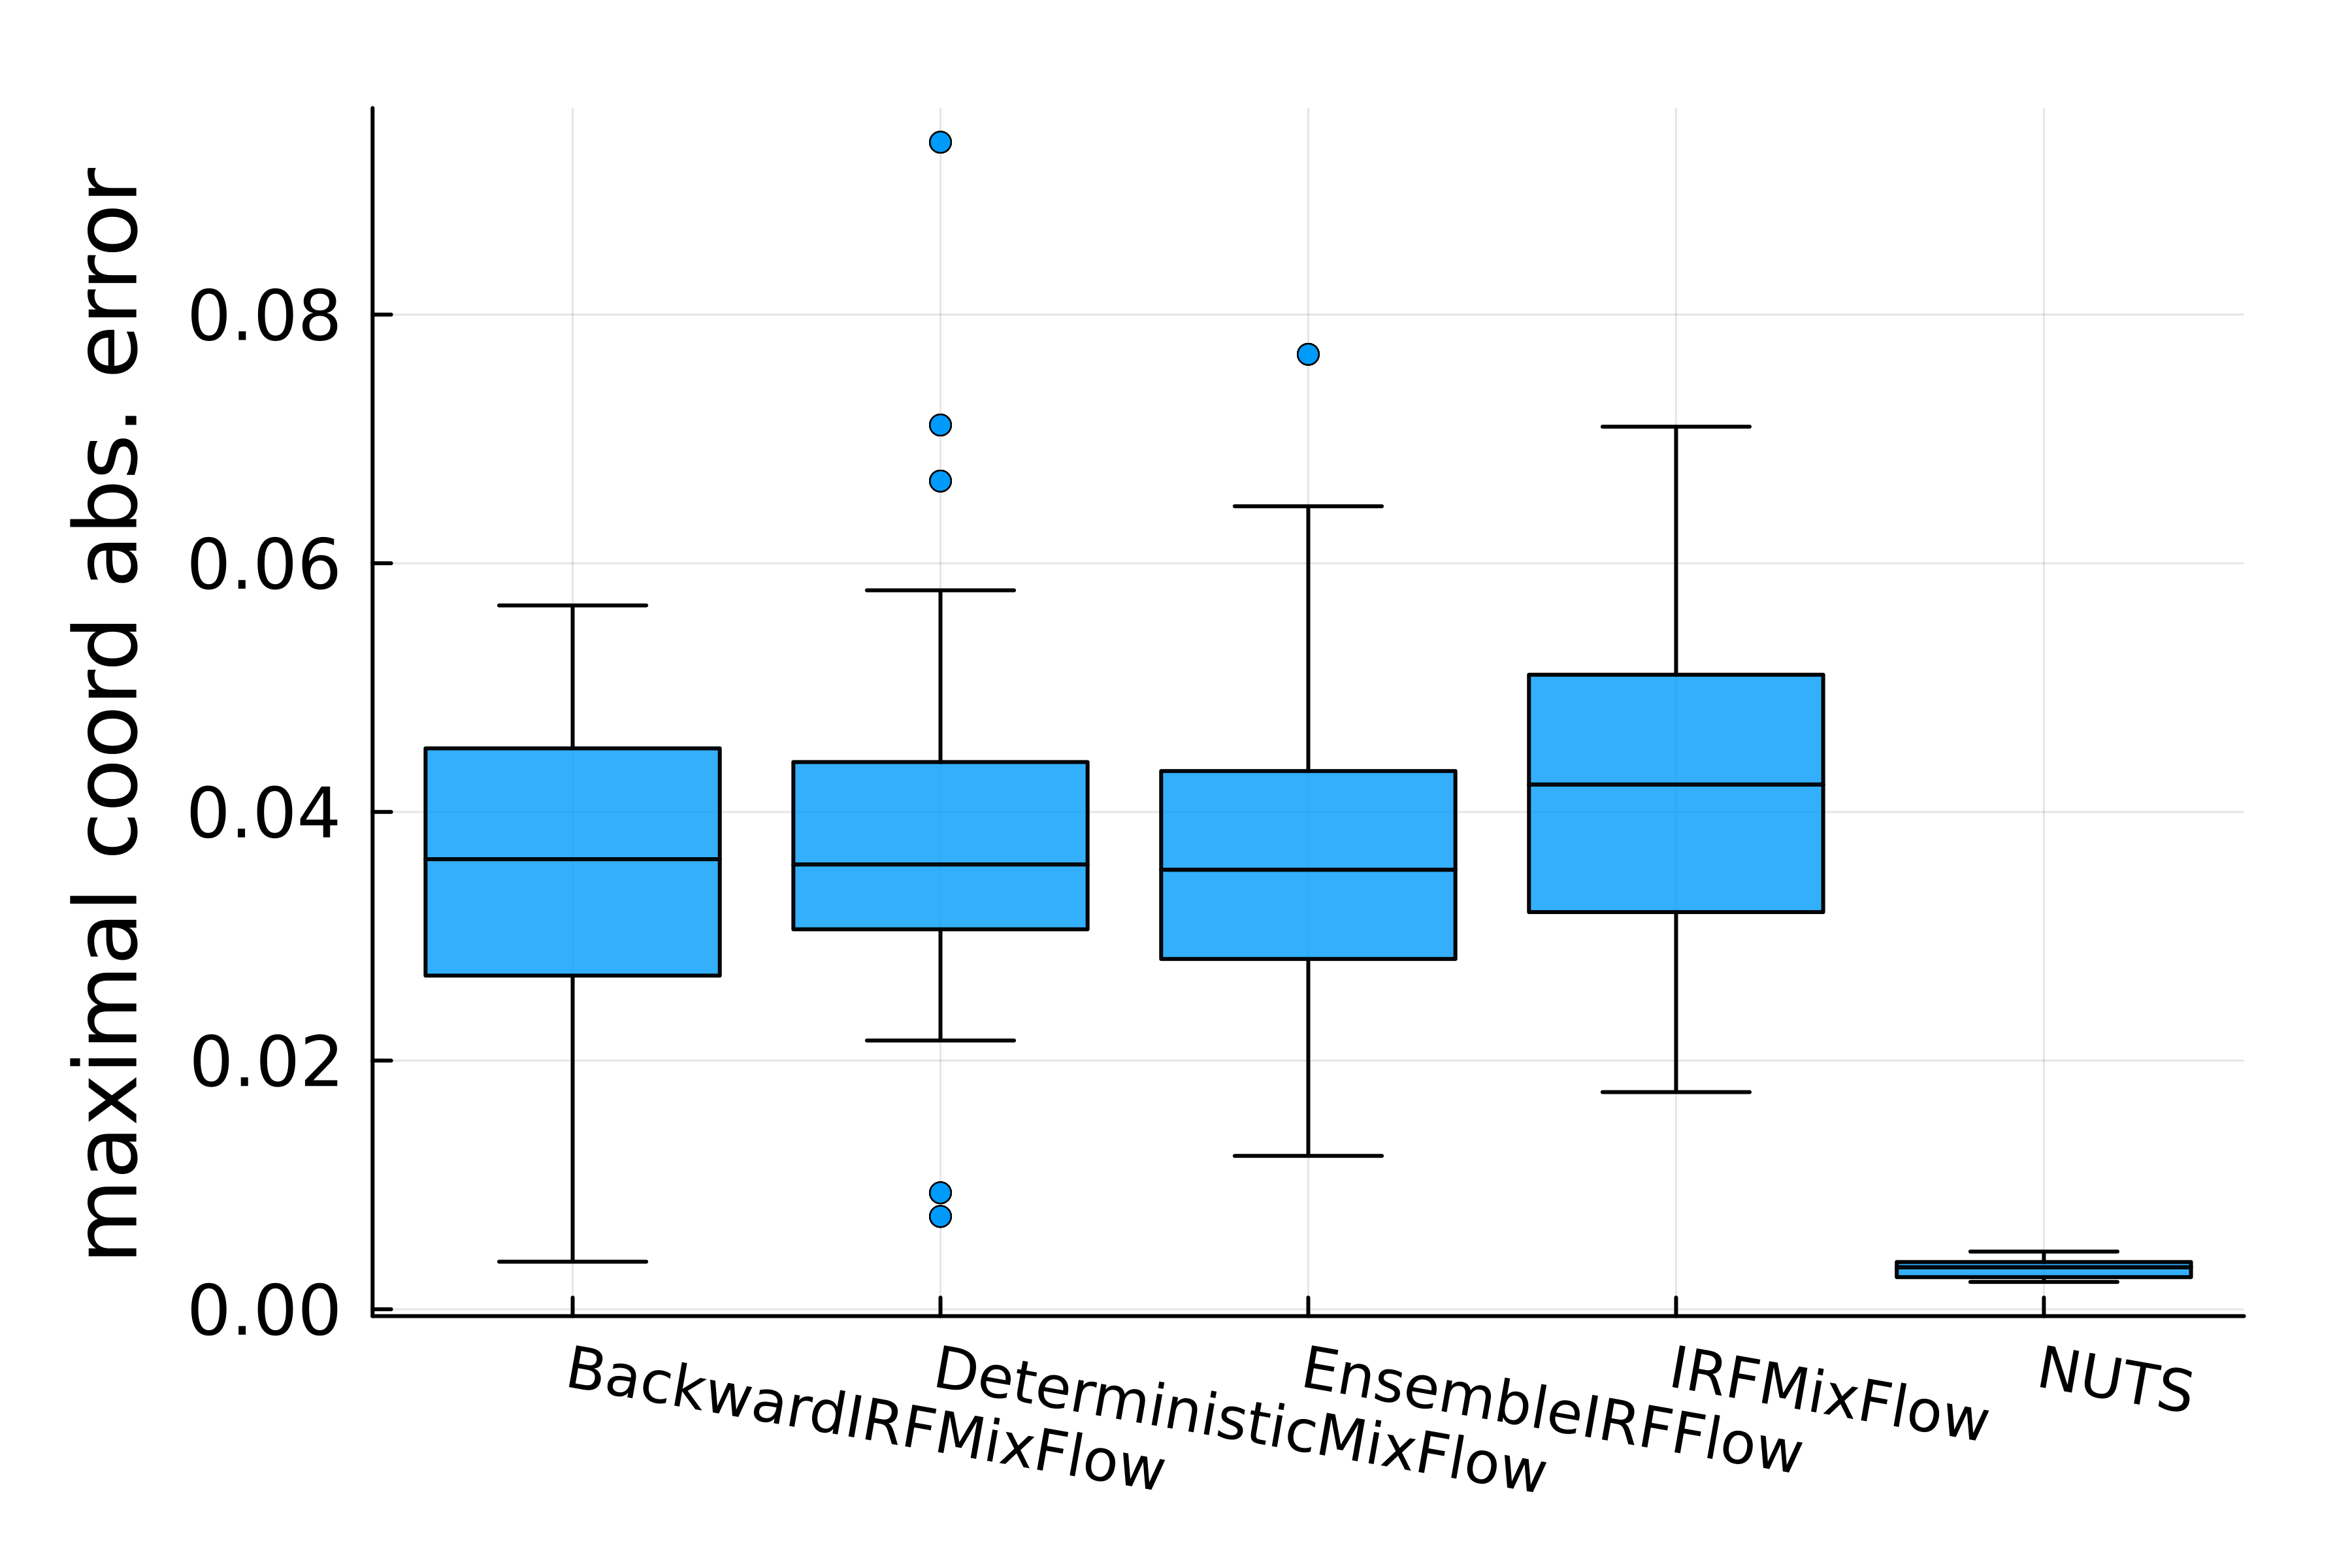 maximal coord abs. error
0.08
0.06
0.04
0.02
0.00
BackwardIRFMixFlow
DeterministicMixFlow
EnsembleIRFFlow
IRFMixFlow
NUTS